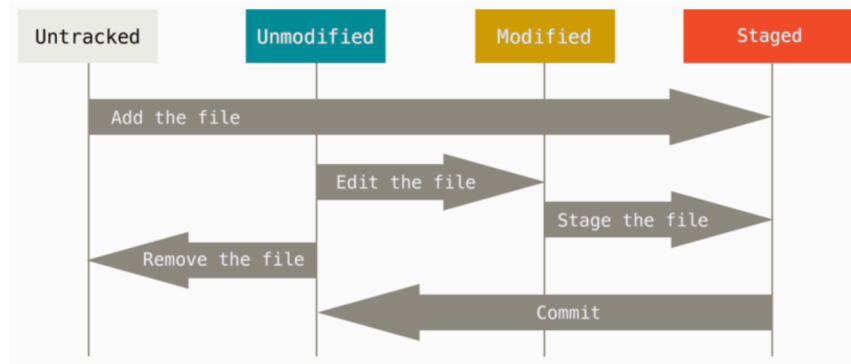 Untracked
Unmodified
Modified
Staged
Add the file
Edit the file
Stage the file
Remove the file
Commit